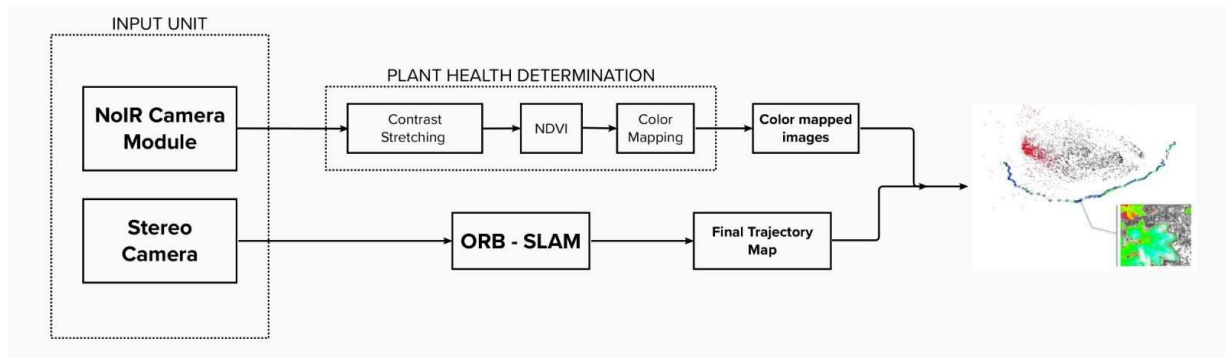 INPUT UNIT
PLANT HEALTH DETERMINATION
NoIR Camera
Module
Contrast
Stretching
NDVI
Color
Mapping
Color mapped
images
Stereo
Camera
ORB - SLAM
Final Trajectory
Map